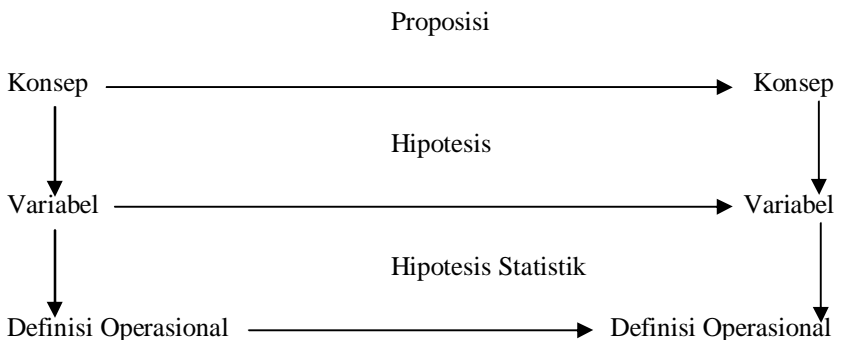 Proposisi
Konsep Konsep
Hipotesis
Variabel Variabel
Hipotesis Statistik
Definisi Operasional Definisi Operasional